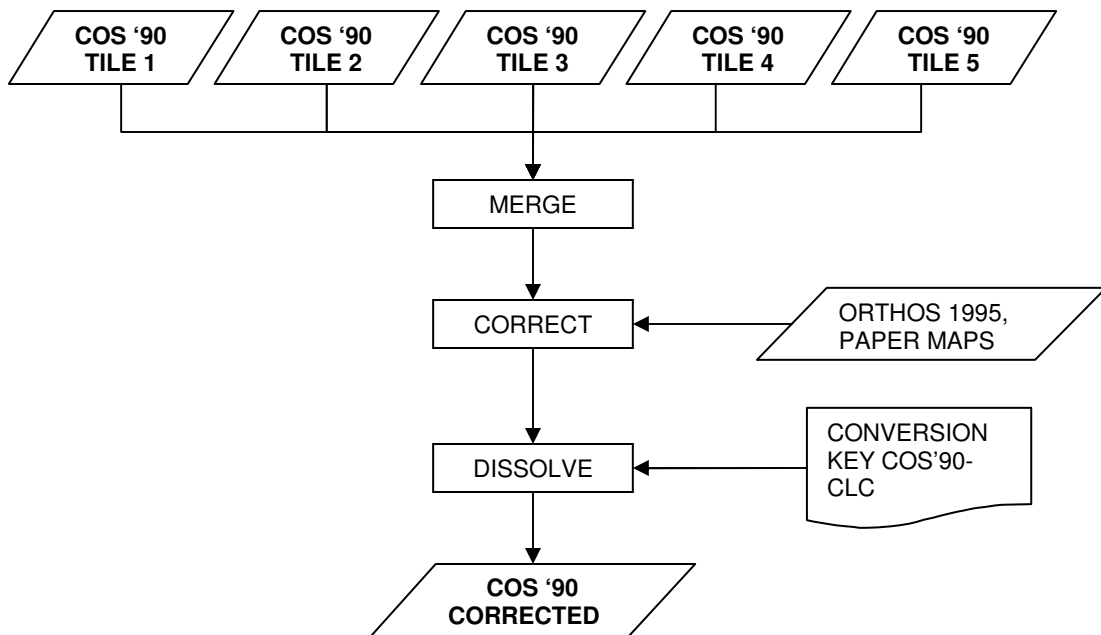 COS ‘90
TILE 1
COS ‘90
TILE 2
COS ‘90
TILE 3
COS ‘90
TILE 4
COS ‘90
TILE 5
MERGE
CORRECT
ORTHOS 1995,
PAPER MAPS
DISSOLVE
CONVERSION
KEY COS’90-
CLC
COS ‘90
CORRECTED